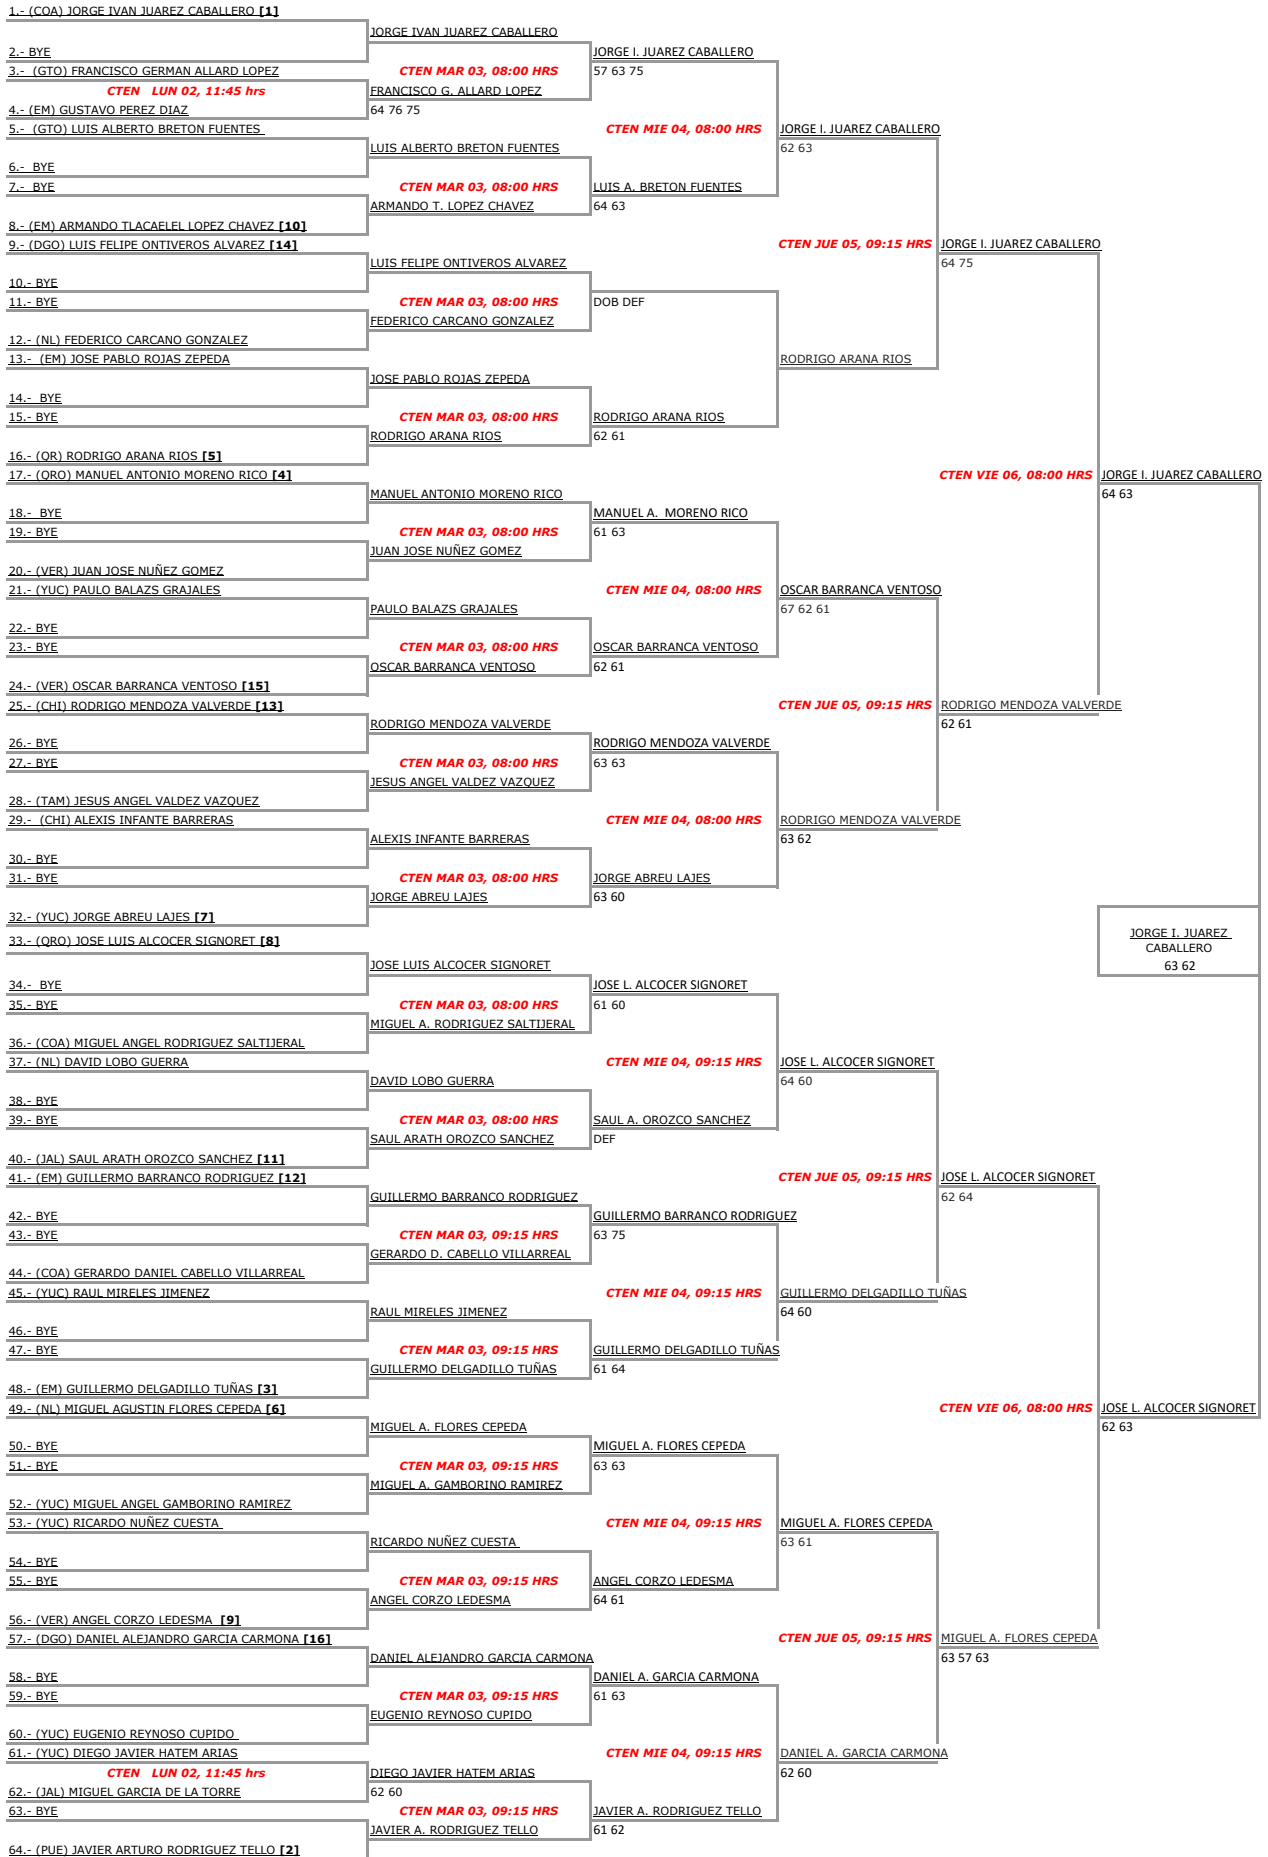 1.- (COA) JORGE IVAN JUAREZ CABALLERO [1]
JORGE IVAN JUAREZ CABALLERO
2.- BYE
JORGE I. JUAREZ CABALLERO
3.- (GTO) FRANCISCO GERMAN ALLARD LOPEZ
CTEN MAR 03, 08:00 HRS
57 63 75
CTEN LUN 02, 11:45 hrs
FRANCISCO G. ALLARD LOPEZ
4.- (EM) GUSTAVO PEREZ DIAZ
64 76 75
5.- (GTO) LUIS ALBERTO BRETON FUENTES
CTEN MIE 04, 08:00 HRS
JORGE I. JUAREZ CABALLERO
LUIS ALBERTO BRETON FUENTES
62 63
6.- BYE
7.- BYE
CTEN MAR 03, 08:00 HRS
LUIS A. BRETON FUENTES
ARMANDO T. LOPEZ CHAVEZ
64 63
8.- (EM) ARMANDO TLACAELEL LOPEZ CHAVEZ [10]
9.- (DGO) LUIS FELIPE ONTIVEROS ALVAREZ [14]
CTEN JUE 05, 09:15 HRS
JORGE I. JUAREZ CABALLERO
LUIS FELIPE ONTIVEROS ALVAREZ
64 75
10.- BYE
11.- BYE
CTEN MAR 03, 08:00 HRS
DOB DEF
FEDERICO CARCANO GONZALEZ
12.- (NL) FEDERICO CARCANO GONZALEZ
13.- (EM) JOSE PABLO ROJAS ZEPEDA
RODRIGO ARANA RIOS
JOSE PABLO ROJAS ZEPEDA
14.- BYE
15.- BYE
CTEN MAR 03, 08:00 HRS
RODRIGO ARANA RIOS
RODRIGO ARANA RIOS
62 61
16.- (QR) RODRIGO ARANA RIOS [5]
17.- (QRO) MANUEL ANTONIO MORENO RICO [4]
CTEN VIE 06, 08:00 HRS
JORGE I. JUAREZ CABALLERO
MANUEL ANTONIO MORENO RICO
64 63
18.- BYE
MANUEL A. MORENO RICO
19.- BYE
CTEN MAR 03, 08:00 HRS
61 63
JUAN JOSE NUÑEZ GOMEZ
20.- (VER) JUAN JOSE NUÑEZ GOMEZ
21.- (YUC) PAULO BALAZS GRAJALES
CTEN MIE 04, 08:00 HRS
OSCAR BARRANCA VENTOSO
PAULO BALAZS GRAJALES
67 62 61
22.- BYE
23.- BYE
CTEN MAR 03, 08:00 HRS
OSCAR BARRANCA VENTOSO
OSCAR BARRANCA VENTOSO
62 61
24.- (VER) OSCAR BARRANCA VENTOSO [15]
25.- (CHI) RODRIGO MENDOZA VALVERDE [13]
CTEN JUE 05, 09:15 HRS
RODRIGO MENDOZA VALVERDE
RODRIGO MENDOZA VALVERDE
62 61
26.- BYE
RODRIGO MENDOZA VALVERDE
27.- BYE
CTEN MAR 03, 08:00 HRS
63 63
JESUS ANGEL VALDEZ VAZQUEZ
28.- (TAM) JESUS ANGEL VALDEZ VAZQUEZ
29.- (CHI) ALEXIS INFANTE BARRERAS
CTEN MIE 04, 08:00 HRS
RODRIGO MENDOZA VALVERDE
ALEXIS INFANTE BARRERAS
63 62
30.- BYE
31.- BYE
CTEN MAR 03, 08:00 HRS
JORGE ABREU LAJES
JORGE ABREU LAJES
63 60
32.- (YUC) JORGE ABREU LAJES [7]
JORGE I. JUAREZ
33.- (QRO) JOSE LUIS ALCOCER SIGNORET [8]
CABALLERO
JOSE LUIS ALCOCER SIGNORET
63 62
34.- BYE
JOSE L. ALCOCER SIGNORET
35.- BYE
CTEN MAR 03, 08:00 HRS
61 60
MIGUEL A. RODRIGUEZ SALTIJERAL
36.- (COA) MIGUEL ANGEL RODRIGUEZ SALTIJERAL
37.- (NL) DAVID LOBO GUERRA
CTEN MIE 04, 09:15 HRS
JOSE L. ALCOCER SIGNORET
DAVID LOBO GUERRA
64 60
38.- BYE
39.- BYE
CTEN MAR 03, 08:00 HRS
SAUL A. OROZCO SANCHEZ
SAUL ARATH OROZCO SANCHEZ
DEF
40.- (JAL) SAUL ARATH OROZCO SANCHEZ [11]
41.- (EM) GUILLERMO BARRANCO RODRIGUEZ [12]
CTEN JUE 05, 09:15 HRS
JOSE L. ALCOCER SIGNORET
GUILLERMO BARRANCO RODRIGUEZ
62 64
42.- BYE
GUILLERMO BARRANCO RODRIGUEZ
43.- BYE
CTEN MAR 03, 09:15 HRS
63 75
GERARDO D. CABELLO VILLARREAL
44.- (COA) GERARDO DANIEL CABELLO VILLARREAL
45.- (YUC) RAUL MIRELES JIMENEZ
CTEN MIE 04, 09:15 HRS
GUILLERMO DELGADILLO TUÑAS
RAUL MIRELES JIMENEZ
64 60
46.- BYE
47.- BYE
CTEN MAR 03, 09:15 HRS
GUILLERMO DELGADILLO TUÑAS
GUILLERMO DELGADILLO TUÑAS
61 64
48.- (EM) GUILLERMO DELGADILLO TUÑAS [3]
49.- (NL) MIGUEL AGUSTIN FLORES CEPEDA [6]
CTEN VIE 06, 08:00 HRS
JOSE L. ALCOCER SIGNORET
MIGUEL A. FLORES CEPEDA
62 63
50.- BYE
MIGUEL A. FLORES CEPEDA
51.- BYE
CTEN MAR 03, 09:15 HRS
63 63
MIGUEL A. GAMBORINO RAMIREZ
52.- (YUC) MIGUEL ANGEL GAMBORINO RAMIREZ
53.- (YUC) RICARDO NUÑEZ CUESTA
CTEN MIE 04, 09:15 HRS
MIGUEL A. FLORES CEPEDA
RICARDO NUÑEZ CUESTA
63 61
54.- BYE
55.- BYE
CTEN MAR 03, 09:15 HRS
ANGEL CORZO LEDESMA
ANGEL CORZO LEDESMA
64 61
56.- (VER) ANGEL CORZO LEDESMA [9]
57.- (DGO) DANIEL ALEJANDRO GARCIA CARMONA [16]
CTEN JUE 05, 09:15 HRS
MIGUEL A. FLORES CEPEDA
DANIEL ALEJANDRO GARCIA CARMONA
63 57 63
58.- BYE
DANIEL A. GARCIA CARMONA
59.- BYE
CTEN MAR 03, 09:15 HRS
61 63
EUGENIO REYNOSO CUPIDO
60.- (YUC) EUGENIO REYNOSO CUPIDO
61.- (YUC) DIEGO JAVIER HATEM ARIAS
CTEN MIE 04, 09:15 HRS
DANIEL A. GARCIA CARMONA
CTEN LUN 02, 11:45 hrs
DIEGO JAVIER HATEM ARIAS
62 60
62.- (JAL) MIGUEL GARCIA DE LA TORRE
62 60
63.- BYE
CTEN MAR 03, 09:15 HRS
JAVIER A. RODRIGUEZ TELLO
JAVIER A. RODRIGUEZ TELLO
61 62
64.- (PUE) JAVIER ARTURO RODRIGUEZ TELLO [2]